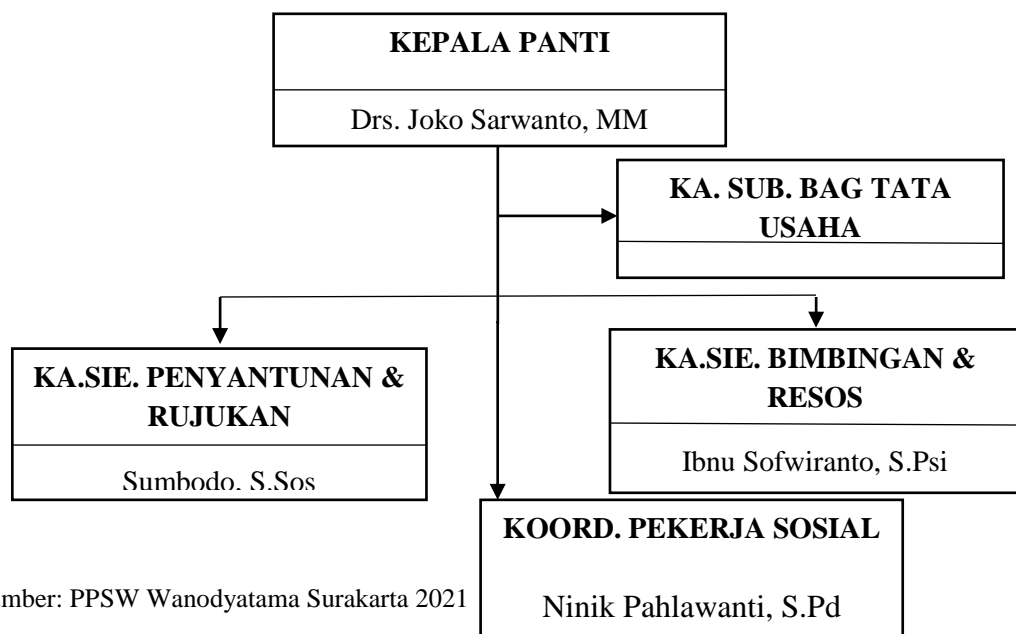 KEPALA PANTI
Drs. Joko Sarwanto, MM
KA. SUB. BAG TATA
USAHA
KA.SIE. PENYANTUNAN &
RUJUKAN
Sumbodo, S.Sos
KA.SIE. BIMBINGAN &
RESOS
Ibnu Sofwiranto, S.Psi
KOORD. PEKERJA SOSIAL
Ninik Pahlawanti, S.Pd
mber: PPSW Wanodyatama Surakarta 2021